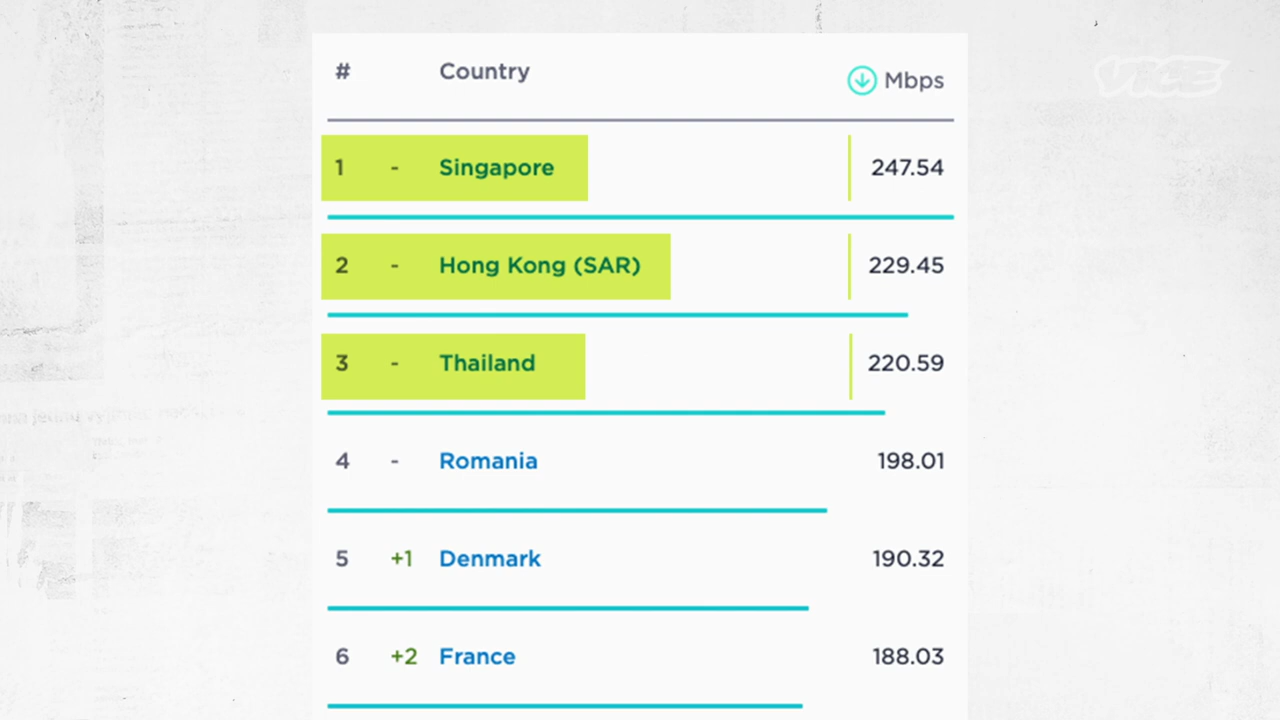 # Country Mbps
VICE
1 - Singapore 247.54
2 - Hong Kong (SAR) 229.45
3 - Thailand 220.59
4 - Romania 198.01
5 +1 Denmark 190.32
6 +2 France 188.03